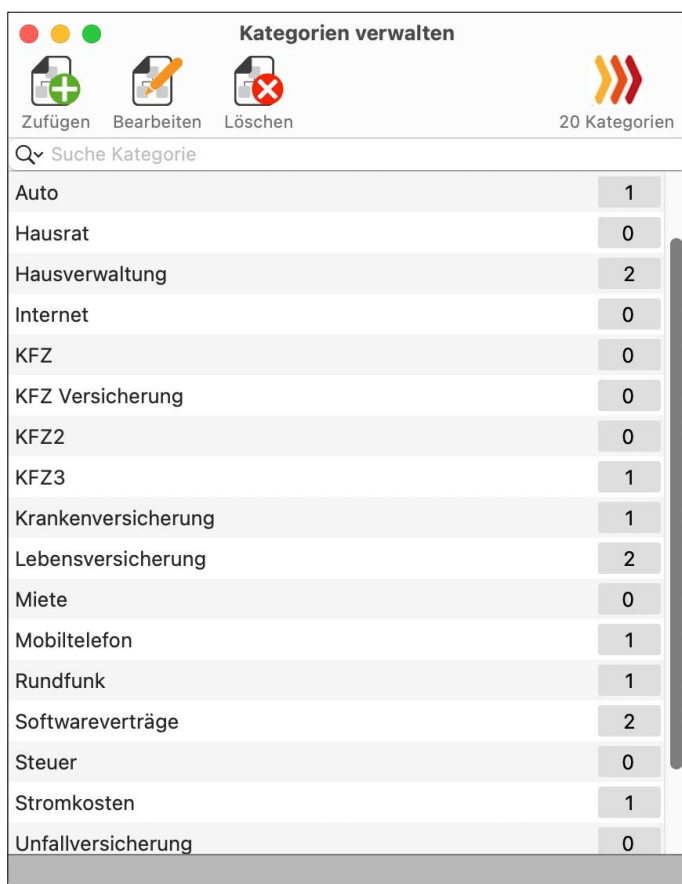 Kategorien verwalten
Zufügen Bearbeiten Löschen 20 Kategorien
Suche Kategorie
Auto 1
Hausrat 0
Hausverwaltung 2
Internet 0
KFZ 0
KFZ Versicherung 0
KFZ2 0
KFZ3 1
Krankenversicherung 1
Lebensversicherung 2
Miete 0
Mobiltelefon 1
Rundfunk 1
Softwareverträge 2
Steuer 0
Stromkosten 1
Unfallversicherung 0